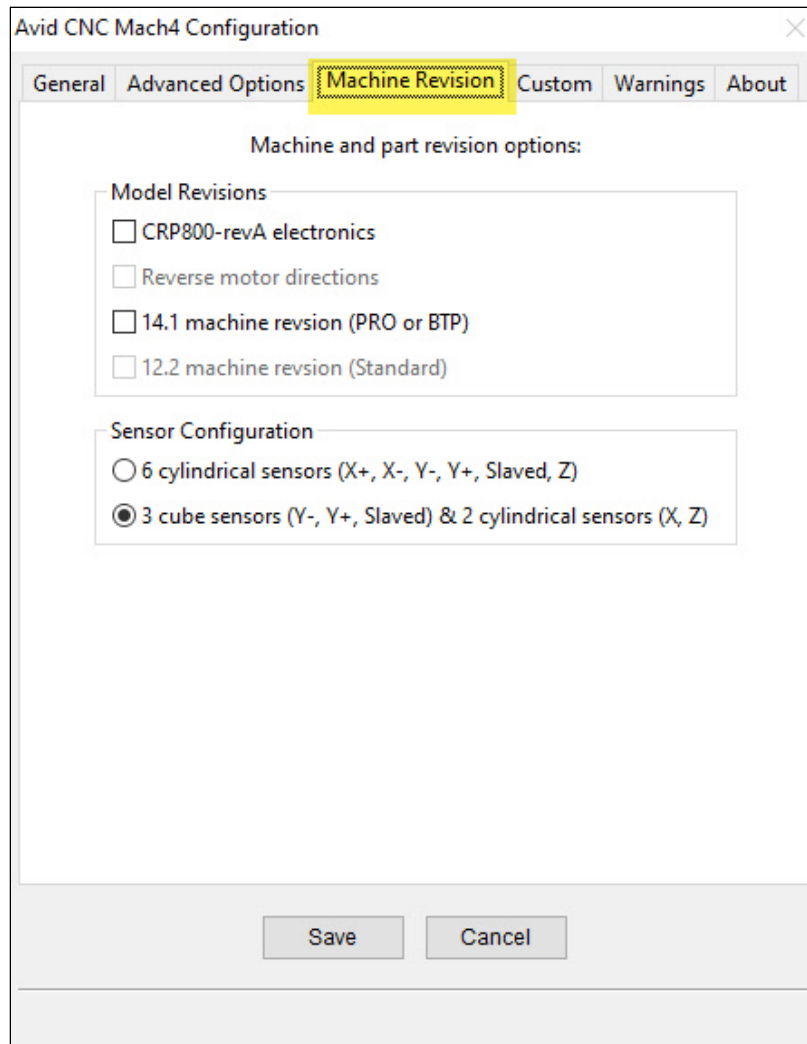 Avid CNC Mach4 Configuration
General Advanced Options Machine Revision Custom Warnings About
Machine and part revision options:
Model Revisions
CRP800-revA electronics
Reverse motor directions
14.1 machine revsion (PRO or BTP)
12.2 machine revsion (Standard)
Sensor Configuration
6 cylindrical sensors (X+, X-, Y-, Y+, Slaved, Z)
3 cube sensors (Y-, Y+, Slaved) & 2 cylindrical sensors (X, Z)
Save Cancel